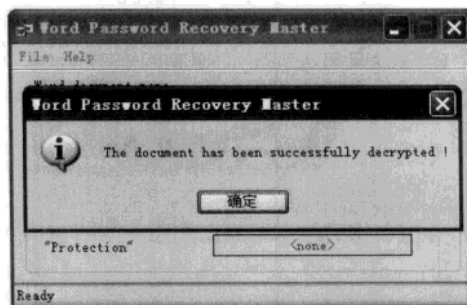 Word Password Recovery Master
File Help
Word Password Recovery Master
The document has been successfully decrypted !
确定
"Protection"
<none>
Ready